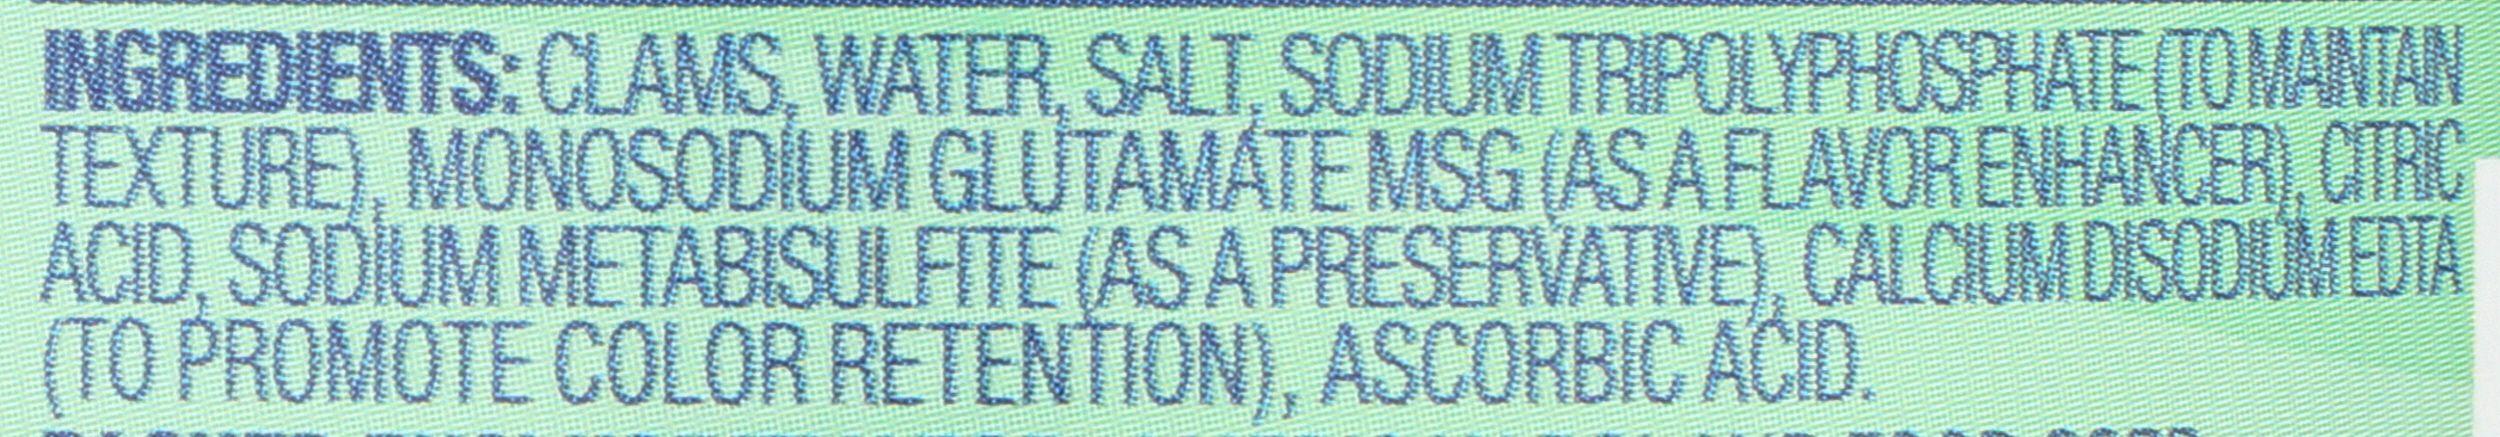 INGREDIENTS: CLAMS, WATER, SALT, SODIUM TRIPOLYPHOSPHATE (TO MAINTAIN
TEXTURE), MONOSODIUM GLUTAMATE MSG (AS A FLAVOR ENHANCER), CITRIC
ACID, SODIUM METABISULFITE (AS A PRESERVATIVE), CALCIUM DISODIUM EDTA
(TO PROMOTE COLOR RETENTION), ASCORBIC ACID.